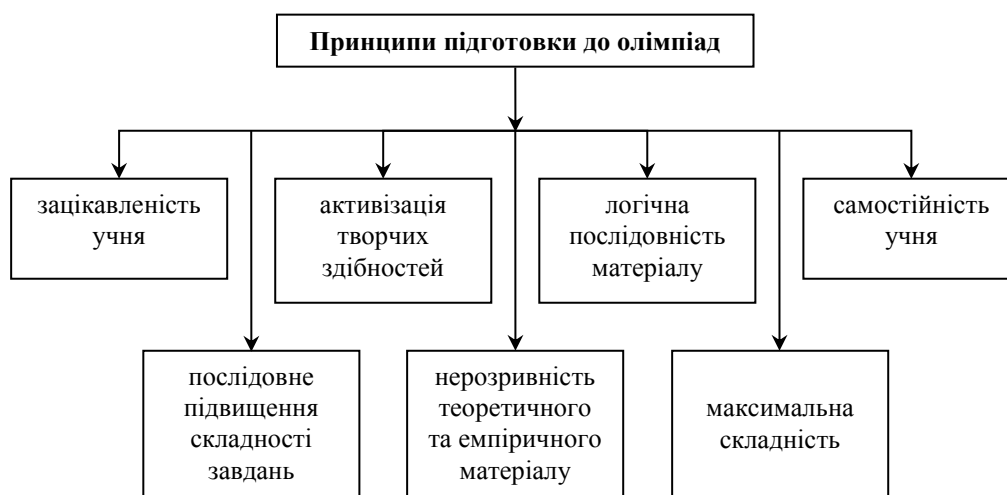 Принципи підготовки до олімпіад
зацікавленість
учня
активізація
творчих
здібностей
логічна
послідовність
матеріалу
самостійність
учня
послідовне
підвищення
складності
завдань
нерозривність
теоретичного
та емпіричного
матеріалу
максимальна
складність